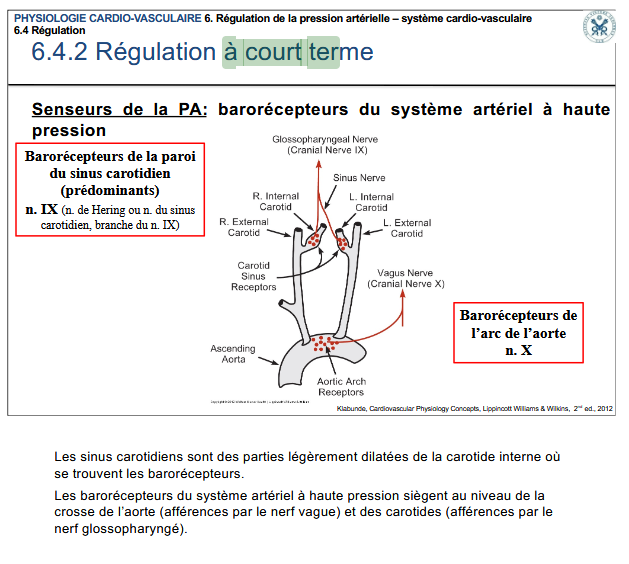 PHYSIOLOGIE CARDIO-VASCULAIRE 6. Régulation de la pression artérielle – système cardio-vasculaire
6.4 Régulation
6.4.2 Régulation à court terme
Senseurs de la PA: barorécepteurs du système artériel à haute
pression
Barorécepteurs de la paroi
du sinus carotidien
(prédominants)
n. IX (n. de Hering ou n. du sinus
carotidien, branche du n. IX)
Glossopharyngeal Nerve
(Cranial Nerve IX)
Sinus Nerve
R. Internal
Carotid
L. Internal
Carotid
R. External
Carotid
L. External
Carotid
Carotid
Sinus
Receptors
Vagus Nerve
(Cranial Nerve X)
Barorécepteurs de
l’arc de l’aorte
n. X
Ascending
Aorta
Aortic Arch
Receptors
Klabunde, Cardiovascular Physiology Concepts, Lippincott Williams & Wilkins, 2nd ed., 2012
Les sinus carotidiens sont des parties légèrement dilatées de la carotide interne où
se trouvent les barorécepteurs.
Les barorécepteurs du système artériel à haute pression siègent au niveau de la
crosse de l’aorte (afférences par le nerf vague) et des carotides (afférences par le
nerf glossopharyngé).